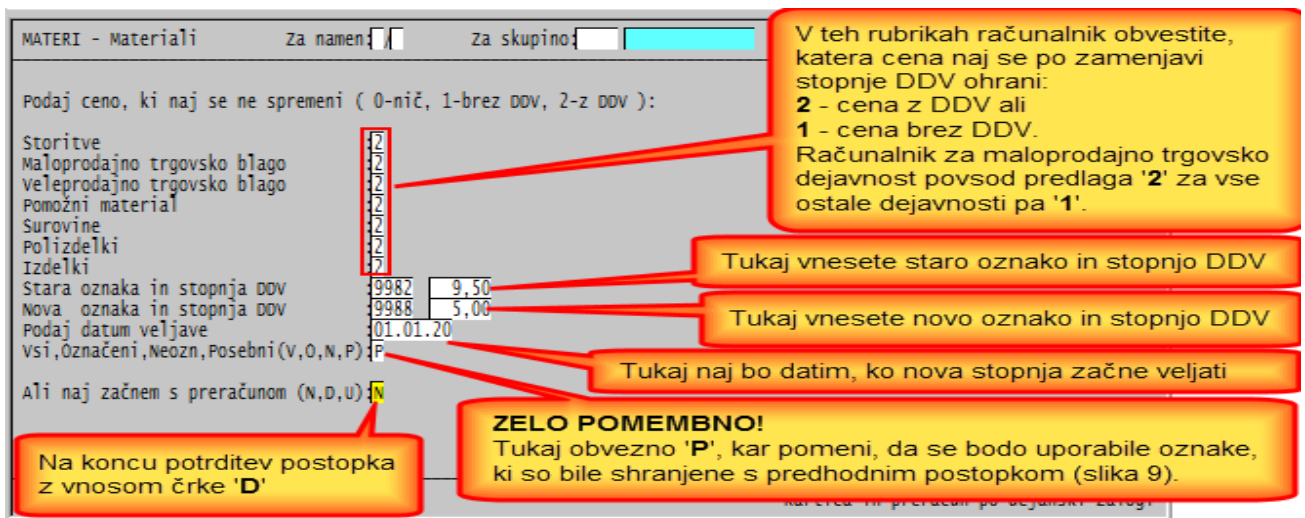 MATERI - Materiali Za namen: / Za skupino:
Podaj ceno, ki naj se ne spremeni ( 0-nič, 1-brez DDV, 2-z DDV ):
Storitve :2
Maloprodajno trgovsko blago :2
Veleprodajno trgovsko blago :2
Pomožni material :2
Surovine :2
Polizdelki :2
Izdelki :2
Stara oznaka in stopnja DDV :9982 9,50
Nova oznaka in stopnja DDV :9988 5,00
Podaj datum veljave :01.01.20
Vsi,Označeni,Neozn,Posebni(V,O,N,P):P
Ali naj začnem s preračunom (N,D,U):N
V teh rubrikah računalnik obvestite,
katera cena naj se po zamenjavi
stopnje DDV ohrani:
2 - cena z DDV ali
1 - cena brez DDV.
Računalnik za maloprodajno trgovsko
dejavnost povsod predlaga '2' za vse
ostale dejavnosti pa '1'.
Tukaj vnesete staro oznako in stopnjo DDV
Tukaj vnesete novo oznako in stopnjo DDV
Tukaj naj bo datim, ko nova stopnja začne veljati
ZELO POMEMBNO!
Tukaj obvezno 'P', kar pomeni, da se bodo uporabile oznake,
ki so bile shranjene s predhodnim postopkom (slika 9).
Na koncu potrditev postopka
z vnosom črke 'D'